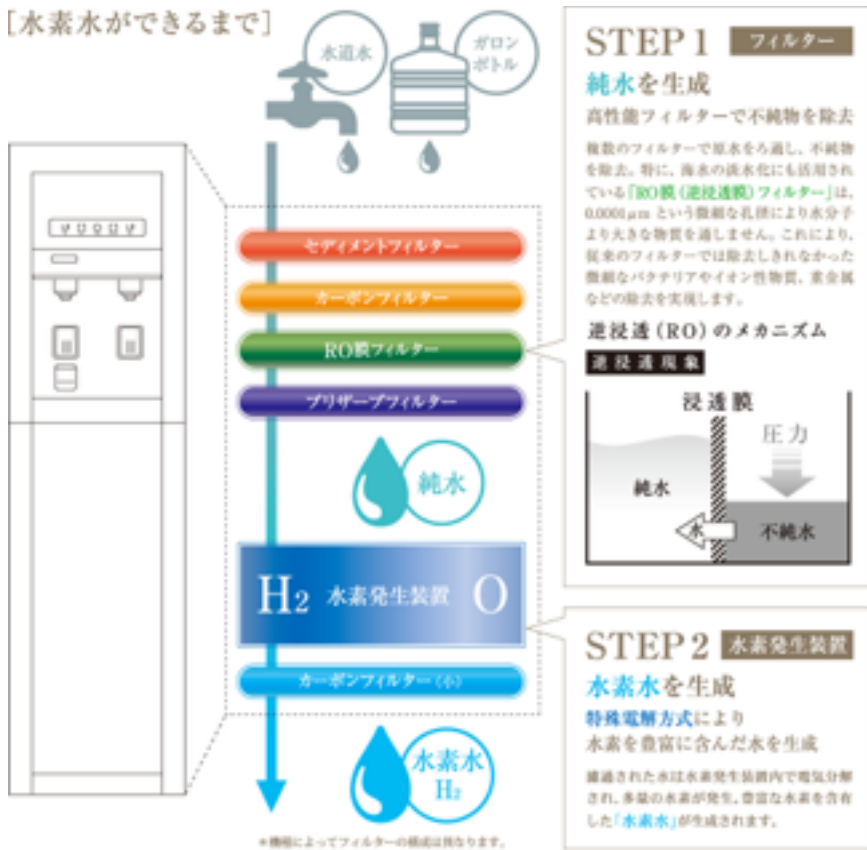 [水素水ができるまで]
水道水
ガロン
ボトル
セディメントフィルター
カーボンフィルター
RO膜フィルター
プリザーブフィルター
純水
H2 水素発生装置 O
カーボンフィルター（小）
水素水
H2
＊機種によってフィルターの構成は異なります。
STEP 1 フィルター
純水を生成
高性能フィルターで不純物を除去
複数のフィルターで原水をろ過し、不純物
を除去。特に、海水の淡水化にも活用され
ている「RO膜（逆浸透膜）フィルター」は、
0.0001μmという微細な孔径により水分子
より大きな物質を通しません。これにより、
従来のフィルターでは除去しきれなかった
微細なバクテリアやイオン性物質、重金属
などの除去を実現します。
逆浸透（RO）のメカニズム
逆浸透現象
浸透膜
圧力
純水
水
不純水
STEP 2 水素発生装置
水素水を生成
特殊電解方式により
水素を豊富に含んだ水を生成
濾過された水は水素発生装置内で電気分解
され、多量の水素が発生。豊富な水素を含有
した「水素水」が生成されます。